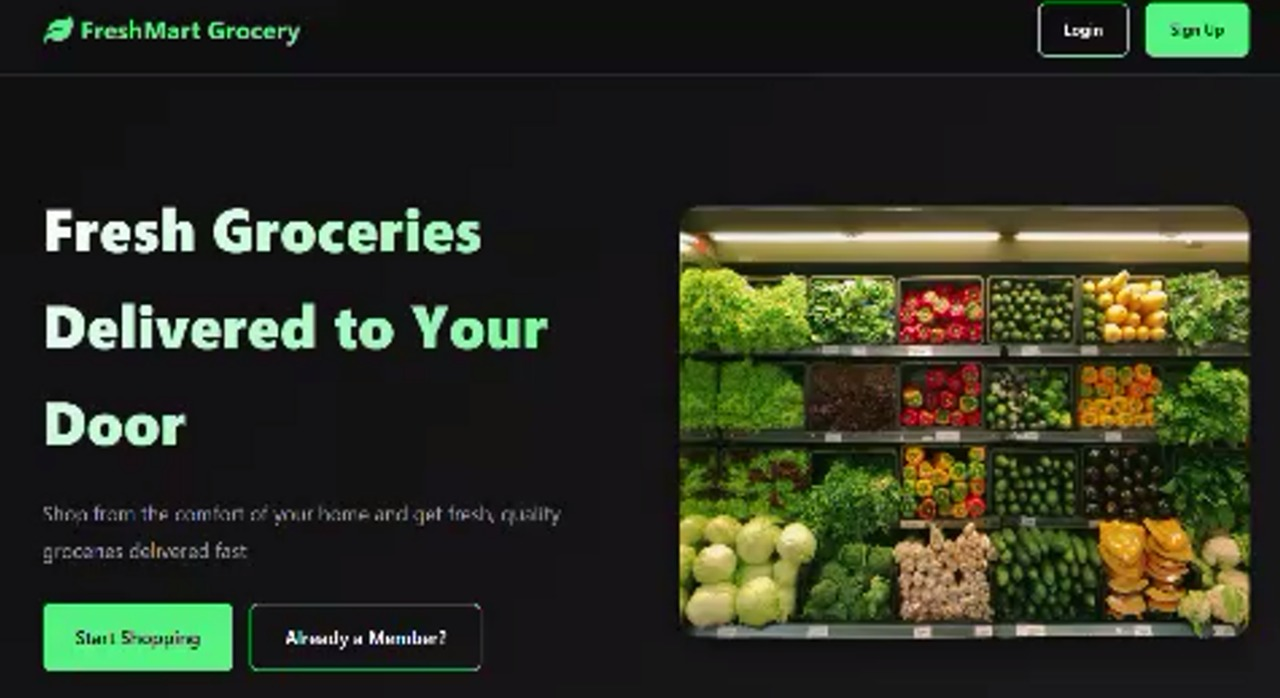 FreshMart Grocery
Login
Sign Up
Fresh Groceries
Delivered to Your
Door
Shop from the comfort of your home and get fresh, quality
groceries delivered fast
Start Shopping
Already a Member?